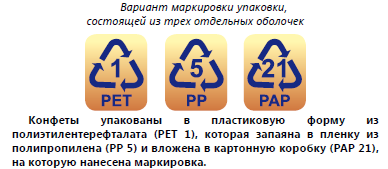 Вариант маркировки упаковки,
состоящей из трех отдельных оболочек
1 5 21
PET PP PAP
Конфеты упакованы в пластиковую форму из
полиэтилентерефталата (PET 1), которая запаяна в пленку из
полипропилена (PP 5) и вложена в картонную коробку (PAP 21),
на которую нанесена маркировка.